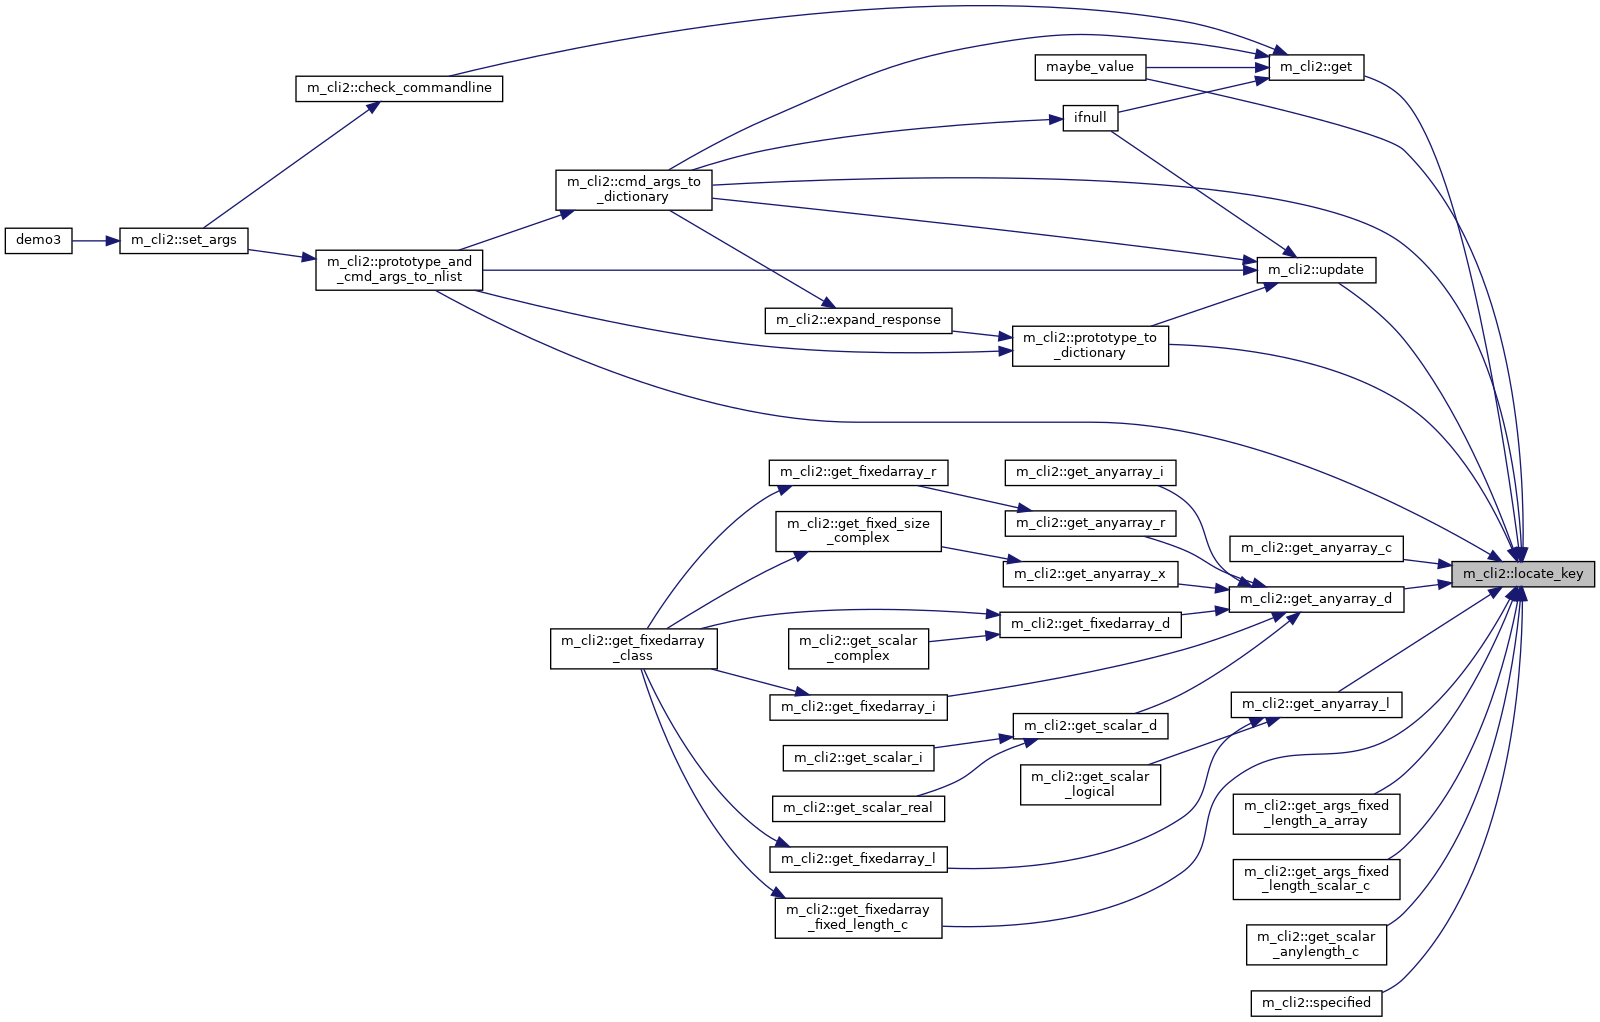 m_cli2::get
maybe_value
m_cli2::check_commandline
ifnull
m_cli2::cmd_args_to
_dictionary
demo3
m_cli2::set_args
m_cli2::prototype_and
_cmd_args_to_nlist
m_cli2::update
m_cli2::expand_response
m_cli2::prototype_to
_dictionary
m_cli2::get_fixedarray_r
m_cli2::get_anyarray_i
m_cli2::get_fixed_size
_complex
m_cli2::get_anyarray_r
m_cli2::get_anyarray_c
m_cli2::get_anyarray_x
m_cli2::locate_key
m_cli2::get_anyarray_d
m_cli2::get_fixedarray_d
m_cli2::get_fixedarray
_class
m_cli2::get_scalar
_complex
m_cli2::get_fixedarray_i
m_cli2::get_anyarray_l
m_cli2::get_scalar_d
m_cli2::get_scalar_i
m_cli2::get_scalar
_logical
m_cli2::get_scalar_real
m_cli2::get_args_fixed
_length_a_array
m_cli2::get_fixedarray_l
m_cli2::get_args_fixed
_length_scalar_c
m_cli2::get_fixedarray
_fixed_length_c
m_cli2::get_scalar
_anylength_c
m_cli2::specified